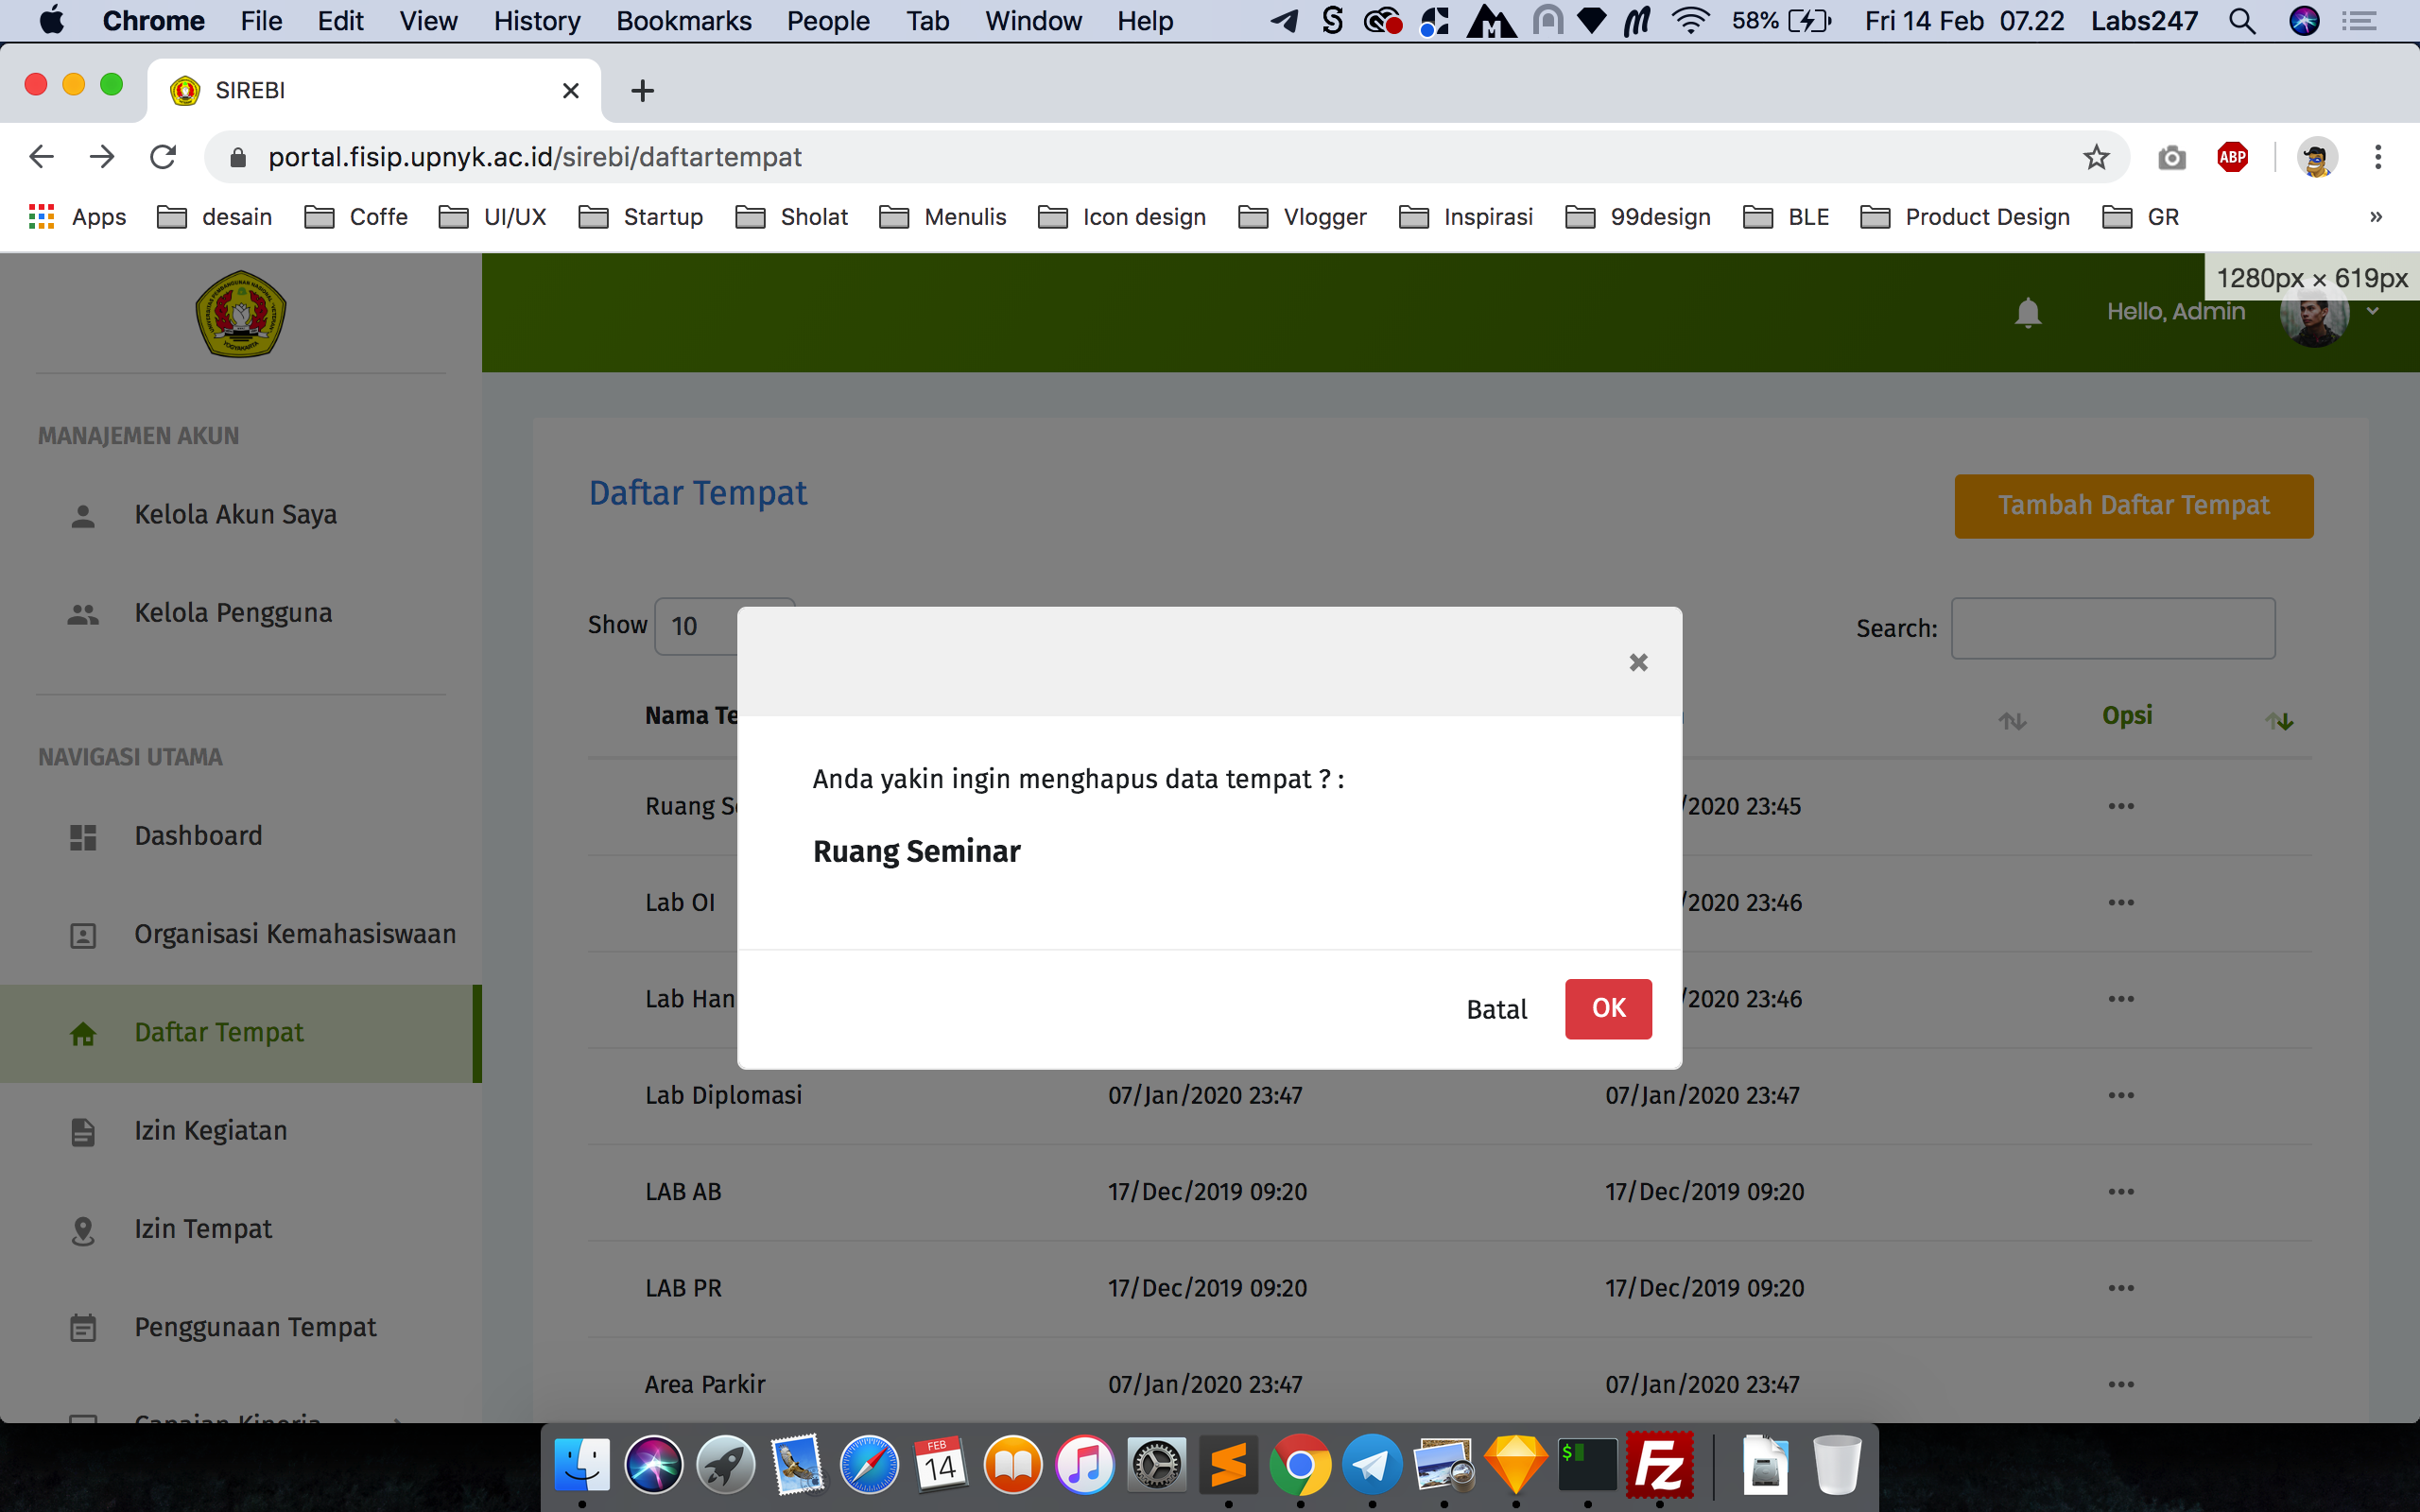 Chrome File Edit View History Bookmarks People Tab Window Help 58% Fri 14 Feb 07.22 Labs247
SIREBI
portal.fisip.upnyk.ac.id/sirebi/daftartempat
ABP
Apps desain Coffe UI/UX Startup Sholat Menulis Icon design Vlogger Inspirasi 99design BLE Product Design GR »
1280px × 619px
Hello, Admin
MANAJEMEN AKUN
Kelola Akun Saya
Kelola Pengguna
NAVIGASI UTAMA
Dashboard
Organisasi Kemahasiswaan
Daftar Tempat
Izin Kegiatan
Izin Tempat
Penggunaan Tempat
Capaian Kinerja
Daftar Tempat
Tambah Daftar Tempat
Show 10
Search:
Nama Te
Opsi
Ruang Se /2020 23:45
Lab OI /2020 23:46
Lab Han /2020 23:46
Lab Diplomasi 07/Jan/2020 23:47 07/Jan/2020 23:47
LAB AB 17/Dec/2019 09:20 17/Dec/2019 09:20
LAB PR 17/Dec/2019 09:20 17/Dec/2019 09:20
Area Parkir 07/Jan/2020 23:47 07/Jan/2020 23:47
Anda yakin ingin menghapus data tempat ? :
Ruang Seminar
Batal OK
FEB
14
$
Fz